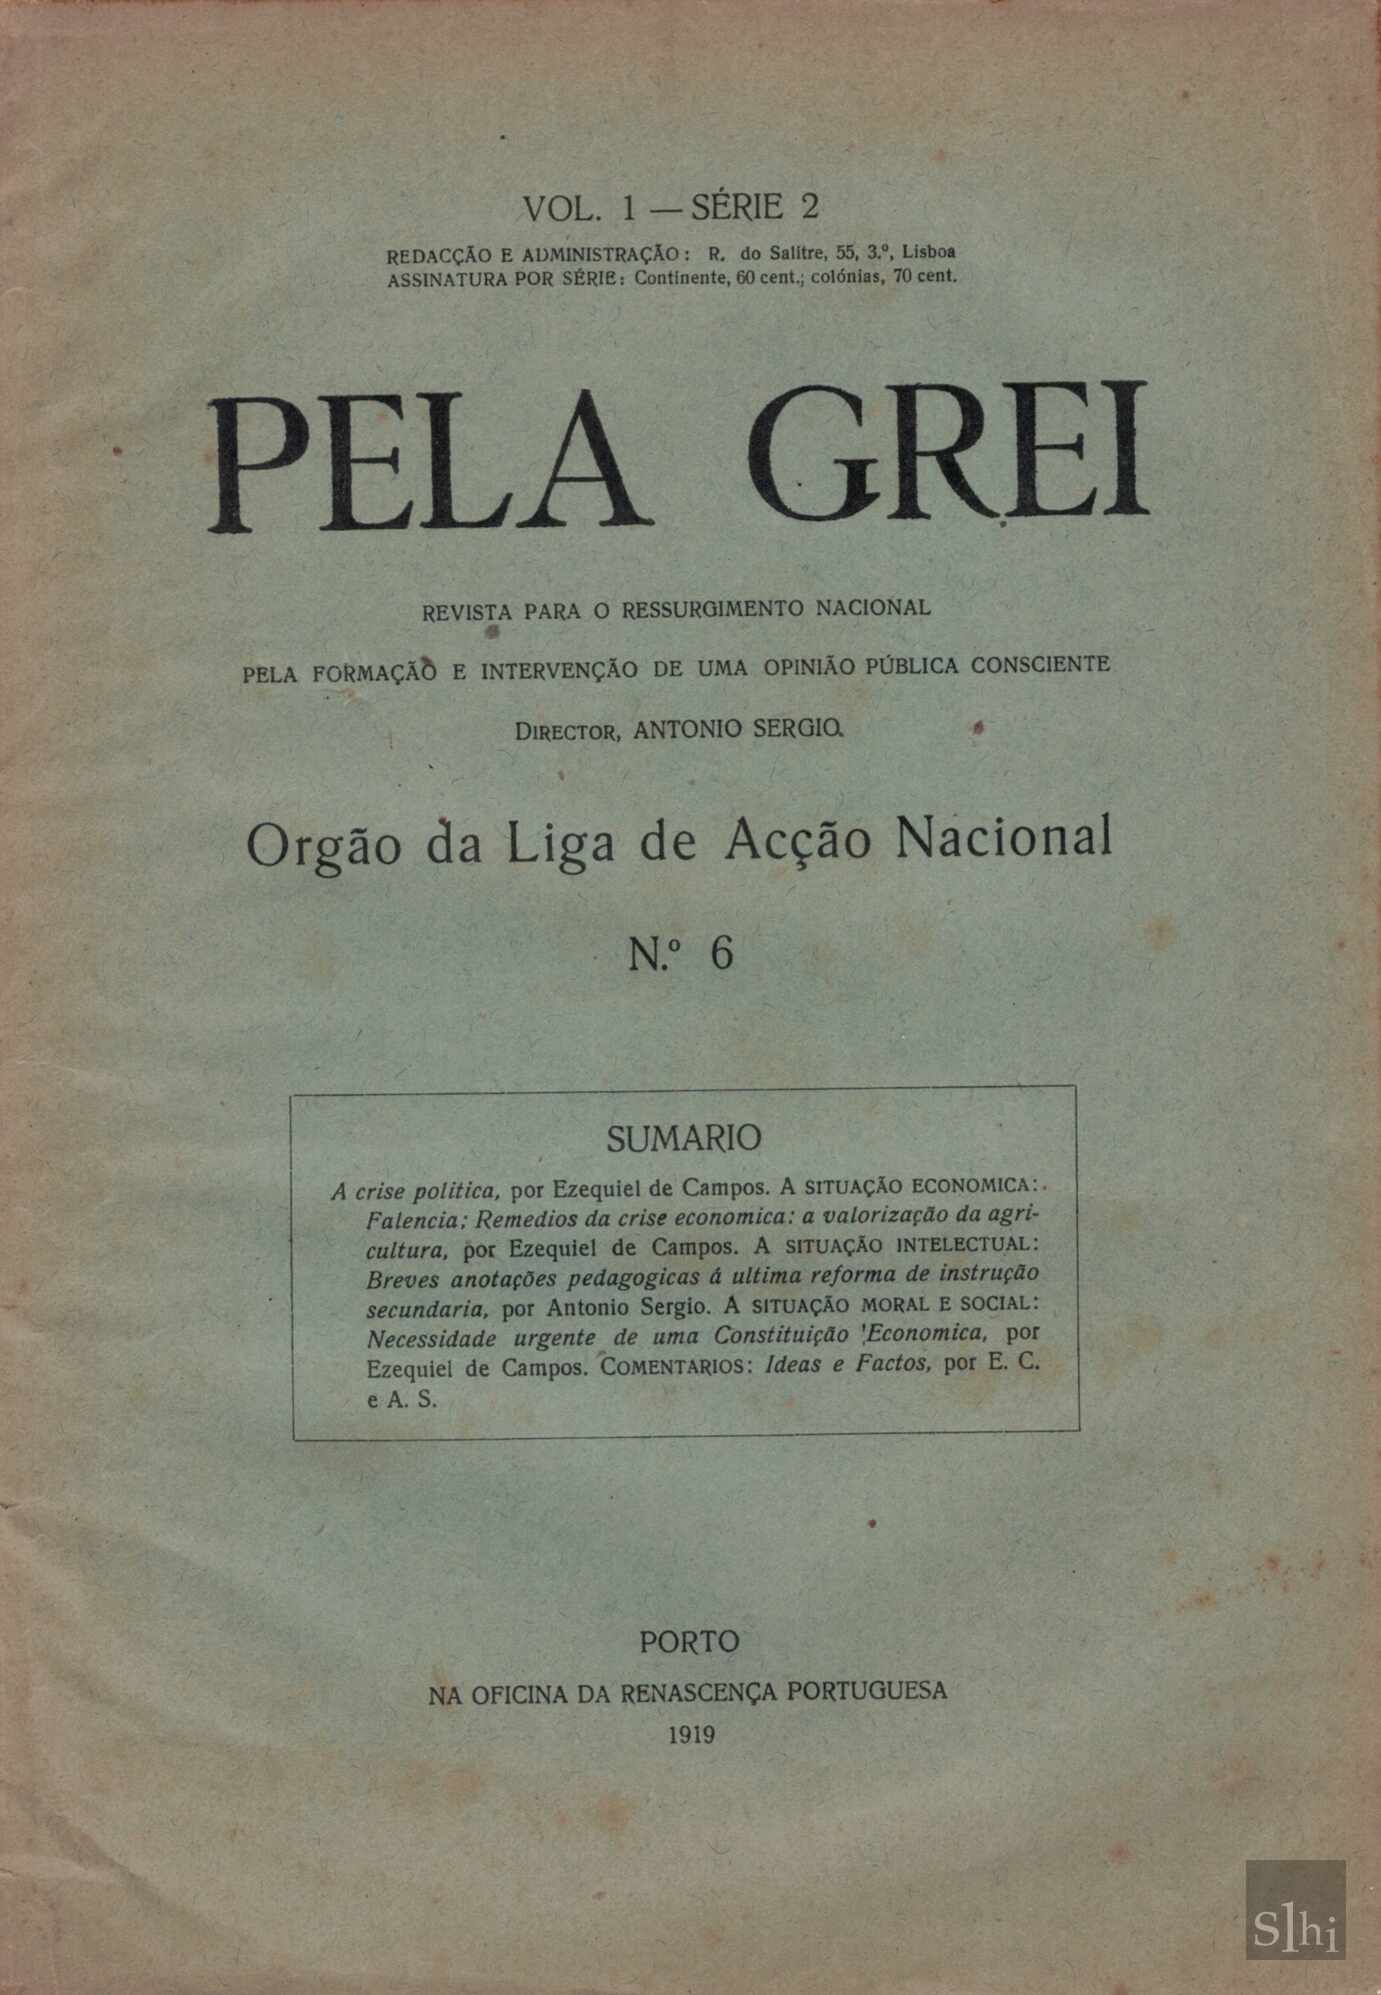 VOL. 1 — SÉRIE 2
REDACÇÃO E ADMINISTRAÇÃO: R. do Salitre, 55, 3.º, Lisboa
ASSINATURA POR SÉRIE: Continente, 60 cent.; colónias, 70 cent.
PELA GREI
REVISTA PARA O RESSURGIMENTO NACIONAL
PELA FORMAÇÃO E INTERVENÇÃO DE UMA OPINIÃO PÚBLICA CONSCIENTE
DIRECTOR, ANTONIO SERGIO.
Orgão da Liga de Acção Nacional
N.º 6
SUMARIO
A crise politica, por Ezequiel de Campos. A SITUAÇÃO ECONOMICA:
Falencia; Remedios da crise economica: a valorização da agri-
cultura, por Ezequiel de Campos. A SITUAÇÃO INTELECTUAL:
Breves anotações pedagogicas á ultima reforma de instrução
secundaria, por Antonio Sergio. A SITUAÇÃO MORAL E SOCIAL:
Necessidade urgente de uma Constituição Economica, por
Ezequiel de Campos. COMENTARIOS: Ideas e Factos, por E. C.
e A. S.
PORTO
NA OFICINA DA RENASCENÇA PORTUGUESA
1919
Slhi